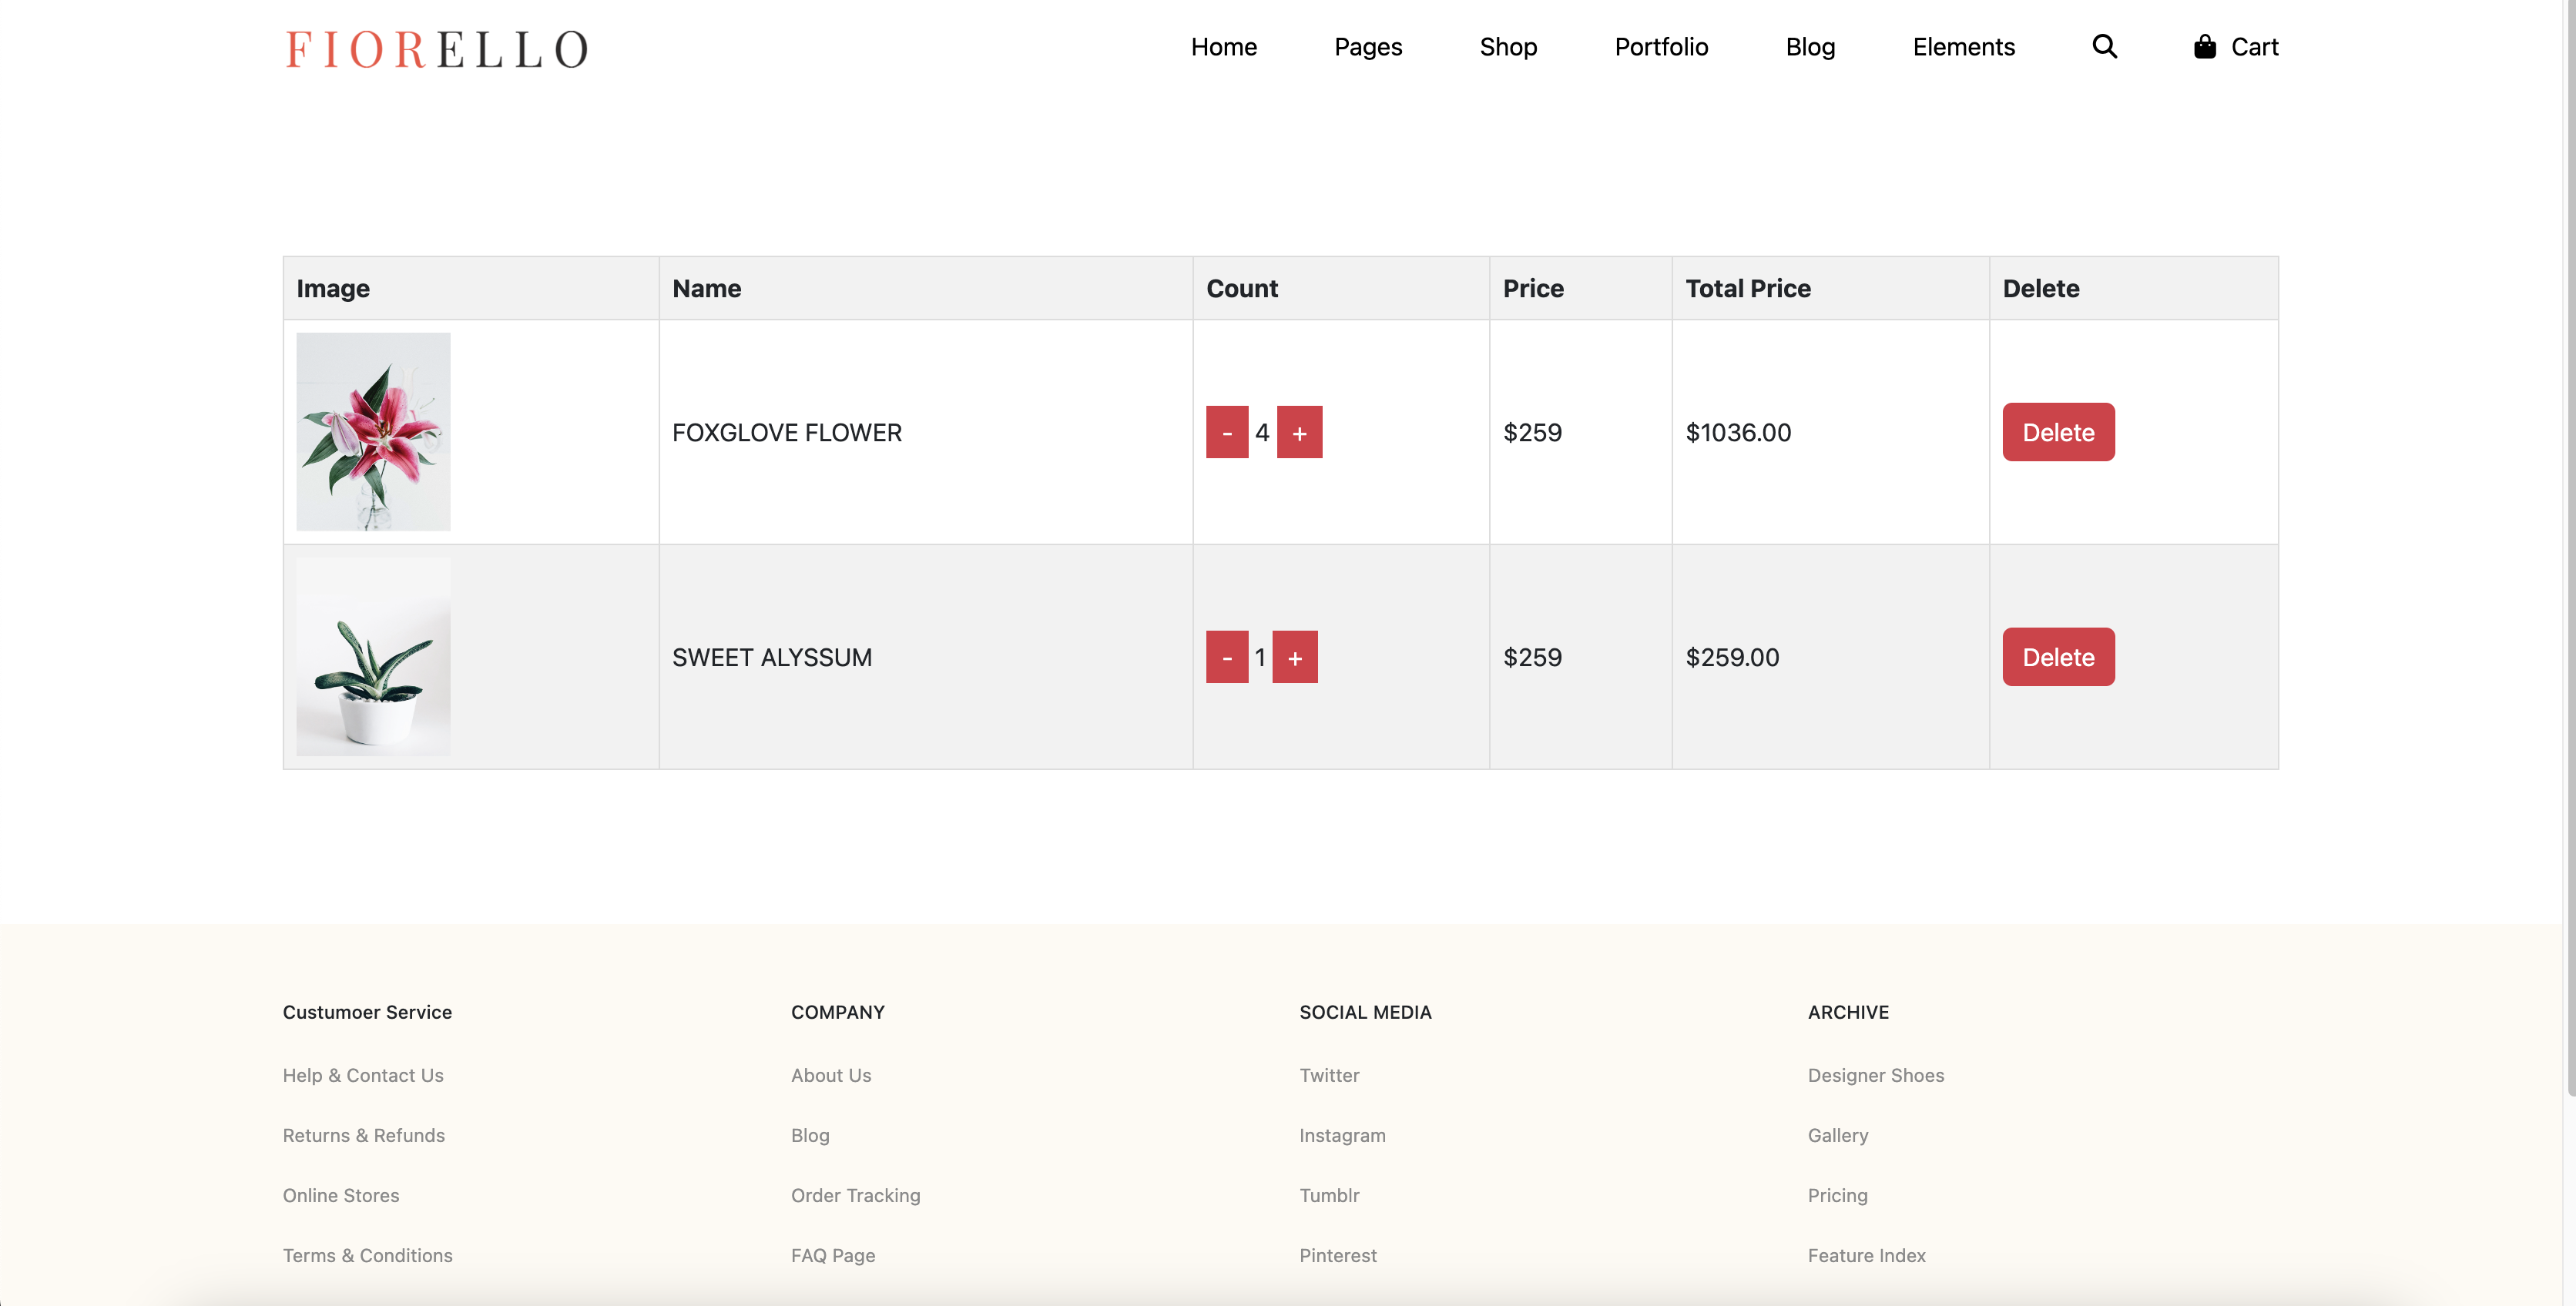 FIORELLO Home Pages Shop Portfolio Blog Elements Cart
Image Name Count Price Total Price Delete
FOXGLOVE FLOWER - 4 + $259 $1036.00 Delete
SWEET ALYSSUM - 1 + $259 $259.00 Delete
Custumoer Service COMPANY SOCIAL MEDIA ARCHIVE
Help & Contact Us About Us Twitter Designer Shoes
Returns & Refunds Blog Instagram Gallery
Online Stores Order Tracking Tumblr Pricing
Terms & Conditions FAQ Page Pinterest Feature Index